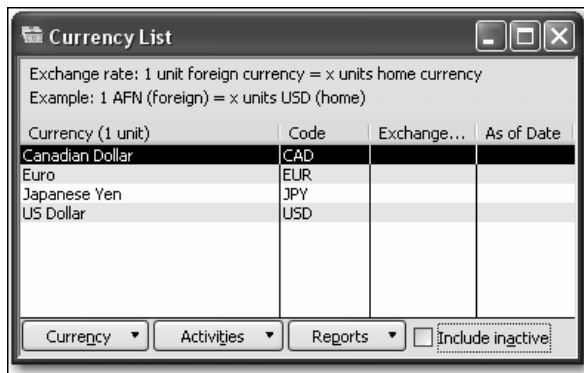 Currency List
Exchange rate: 1 unit foreign currency = x units home currency
Example: 1 AFN (foreign) = x units USD (home)
Currency (1 unit) Code Exchange... As of Date
Canadian Dollar CAD
Euro EUR
Japanese Yen JPY
US Dollar USD
Currency Activities Reports Include inactive